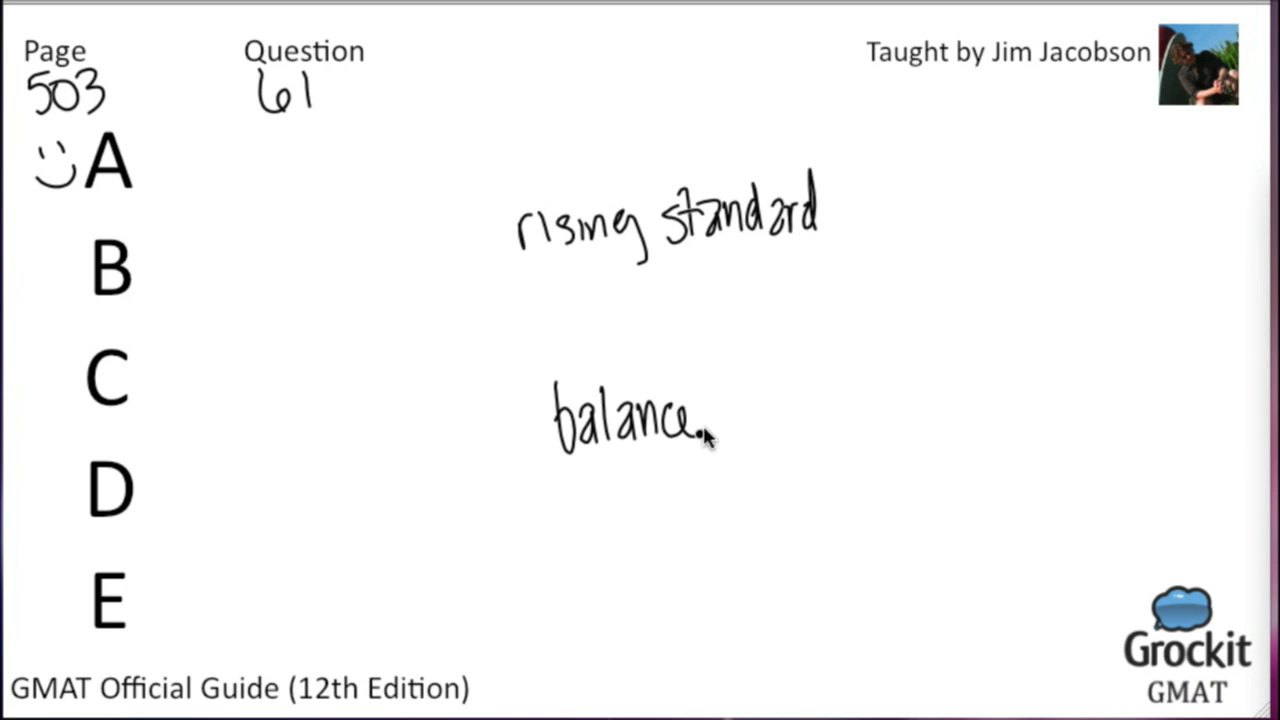 Page Question Taught by Jim Jacobson
503 61
A
rising standard
B
C
balance.
D
E
Grockit
GMAT
GMAT Official Guide (12th Edition)